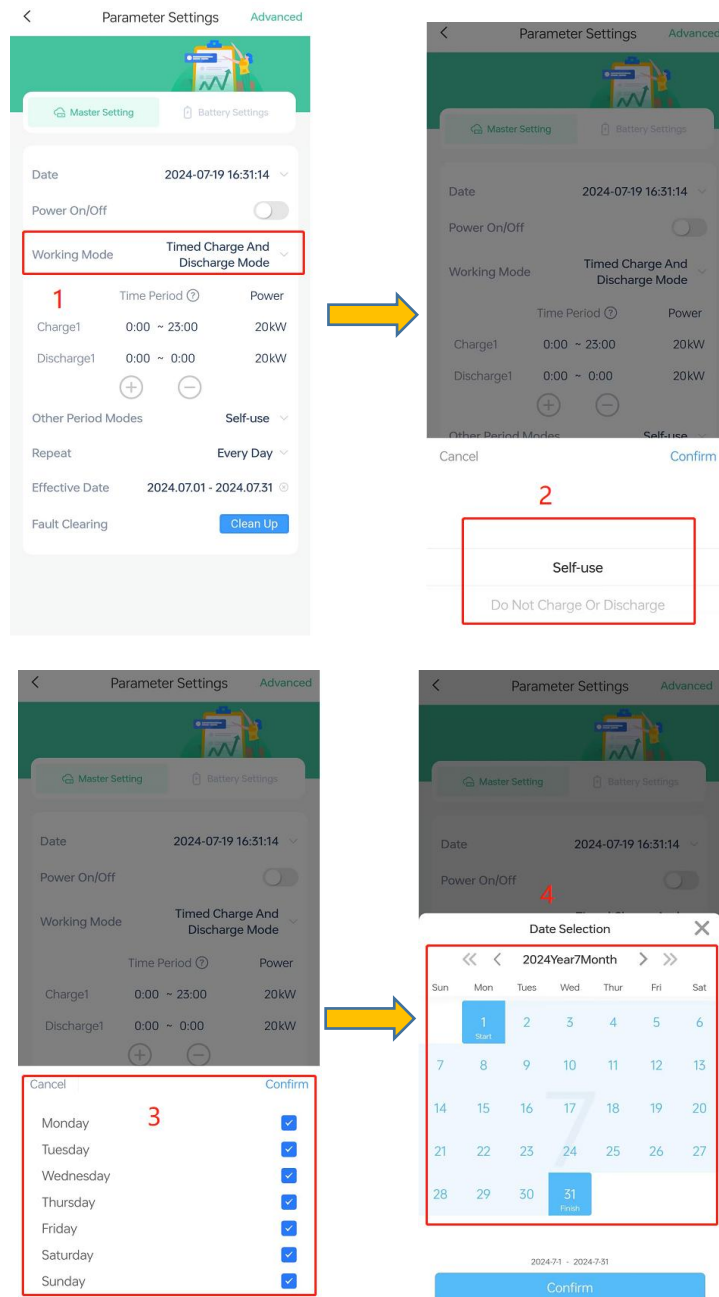 Parameter Settings Advanced
Master Setting Battery Settings
Date 2024-07-19 16:31:14
Power On/Off
Working Mode Timed Charge And
Discharge Mode
1 Time Period ? Power
Charge1 0:00 ~ 23:00 20kW
Discharge1 0:00 ~ 0:00 20kW
Other Period Modes Self-use
Repeat Every Day
Effective Date 2024.07.01 - 2024.07.31
Fault Clearing Clean Up
Parameter Settings Advanced
Master Setting Battery Settings
Date 2024-07-19 16:31:14
Power On/Off
Working Mode Timed Charge And
Discharge Mode
Time Period ? Power
Charge1 0:00 ~ 23:00 20kW
Discharge1 0:00 ~ 0:00 20kW
Other Period Modes Self-use
Cancel Confirm
2
Self-use
Do Not Charge Or Discharge
Parameter Settings Advanced
Master Setting Battery Settings
Date 2024-07-19 16:31:14
Power On/Off
Working Mode Timed Charge And
Discharge Mode
Time Period ? Power
Charge1 0:00 ~ 23:00 20kW
Discharge1 0:00 ~ 0:00 20kW
Cancel Confirm
3
Monday
Tuesday
Wednesday
Thursday
Friday
Saturday
Sunday
Parameter Settings Advanced
Master Setting Battery Settings
Date 2024-07-19 16:31:14
Power On/Off
4
Date Selection
2024Year7Month
Sun Mon Tues Wed Thur Fri Sat
1 2 3 4 5 6
Start
7 8 9 10 11 12 13
14 15 16 17 18 19 20
7
21 22 23 24 25 26 27
28 29 30 31
Finish
2024-7-1 - 2024-7-31
Confirm